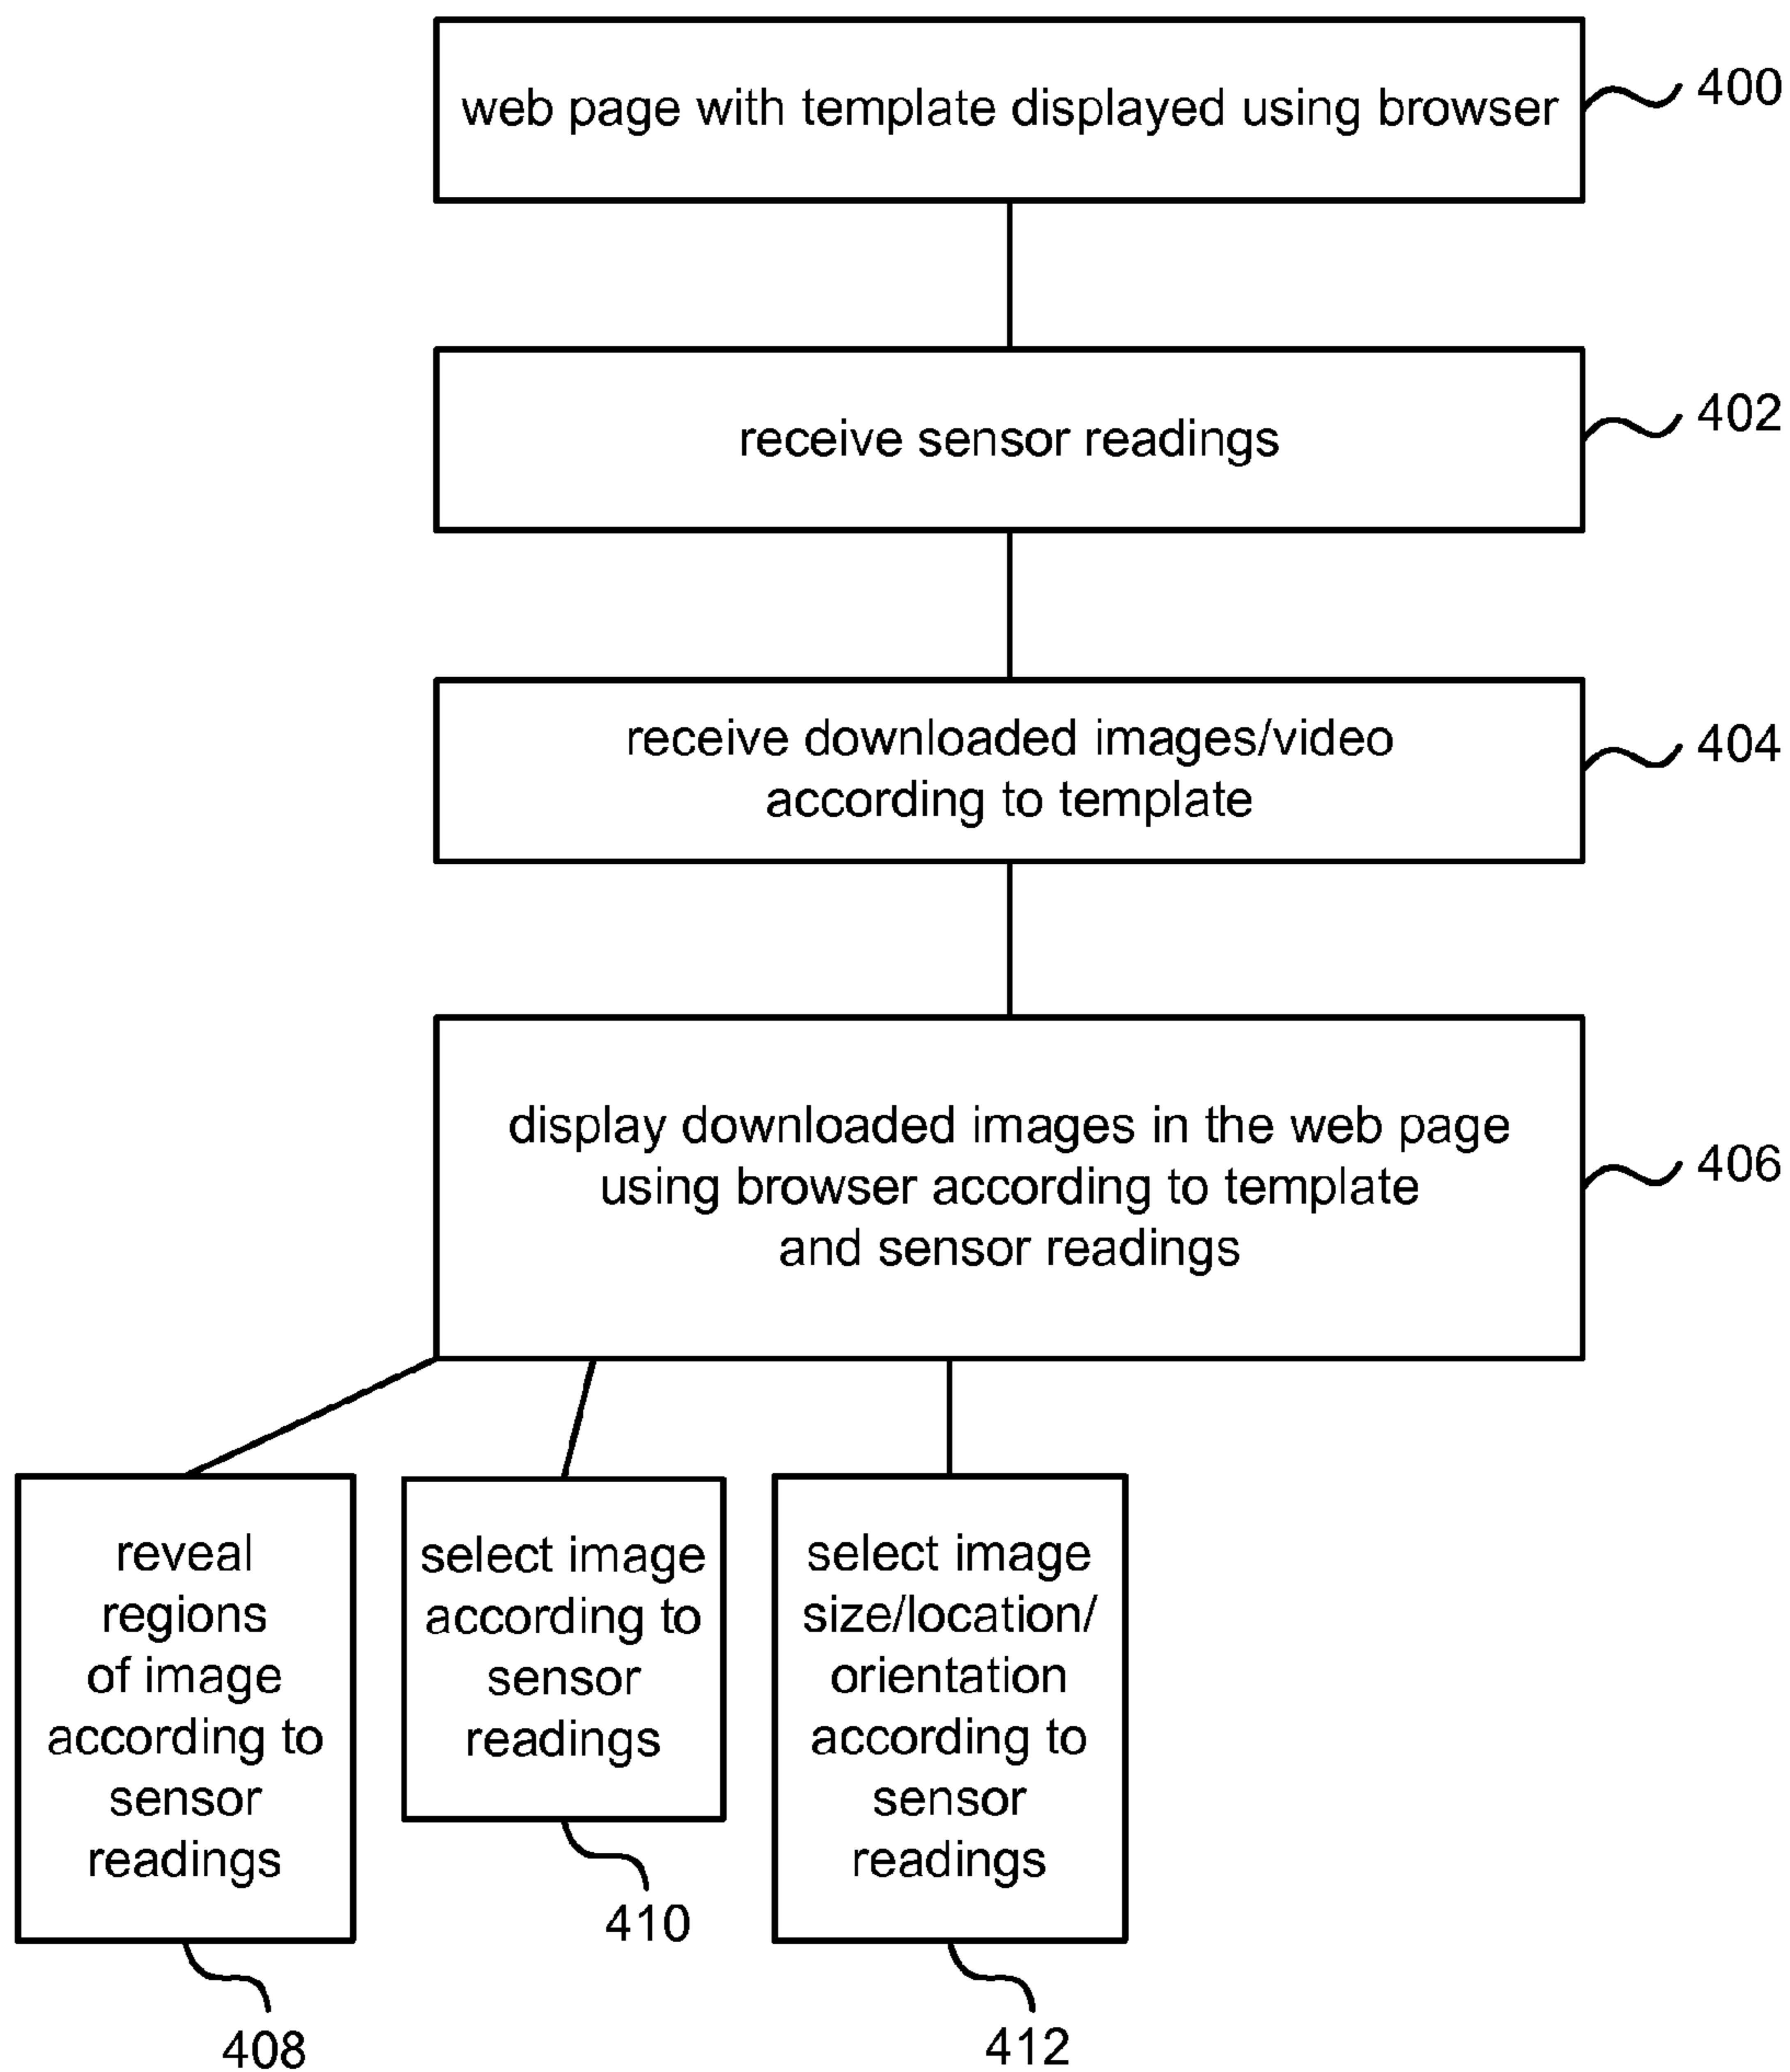 web page with template displayed using browser
400
receive sensor readings
402
receive downloaded images/video
according to template
404
display downloaded images in the web page
using browser according to template
and sensor readings
406
reveal
regions
of image
according to
sensor
readings
408
select image
according to
sensor
readings
410
select image
size/location/
orientation
according to
sensor
readings
412